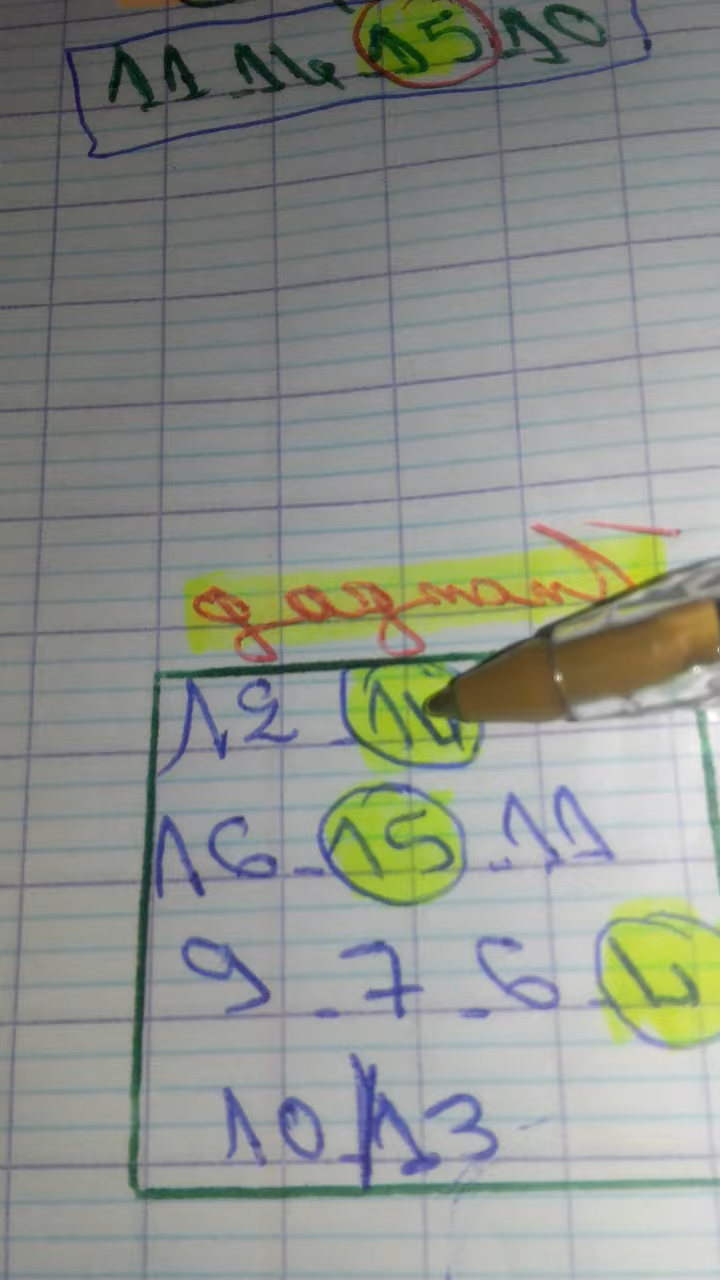 11 14 15 10
gagnant
12 - 14
16 - 15 - 11
9 - 7 - 6 - 4
10 / 13